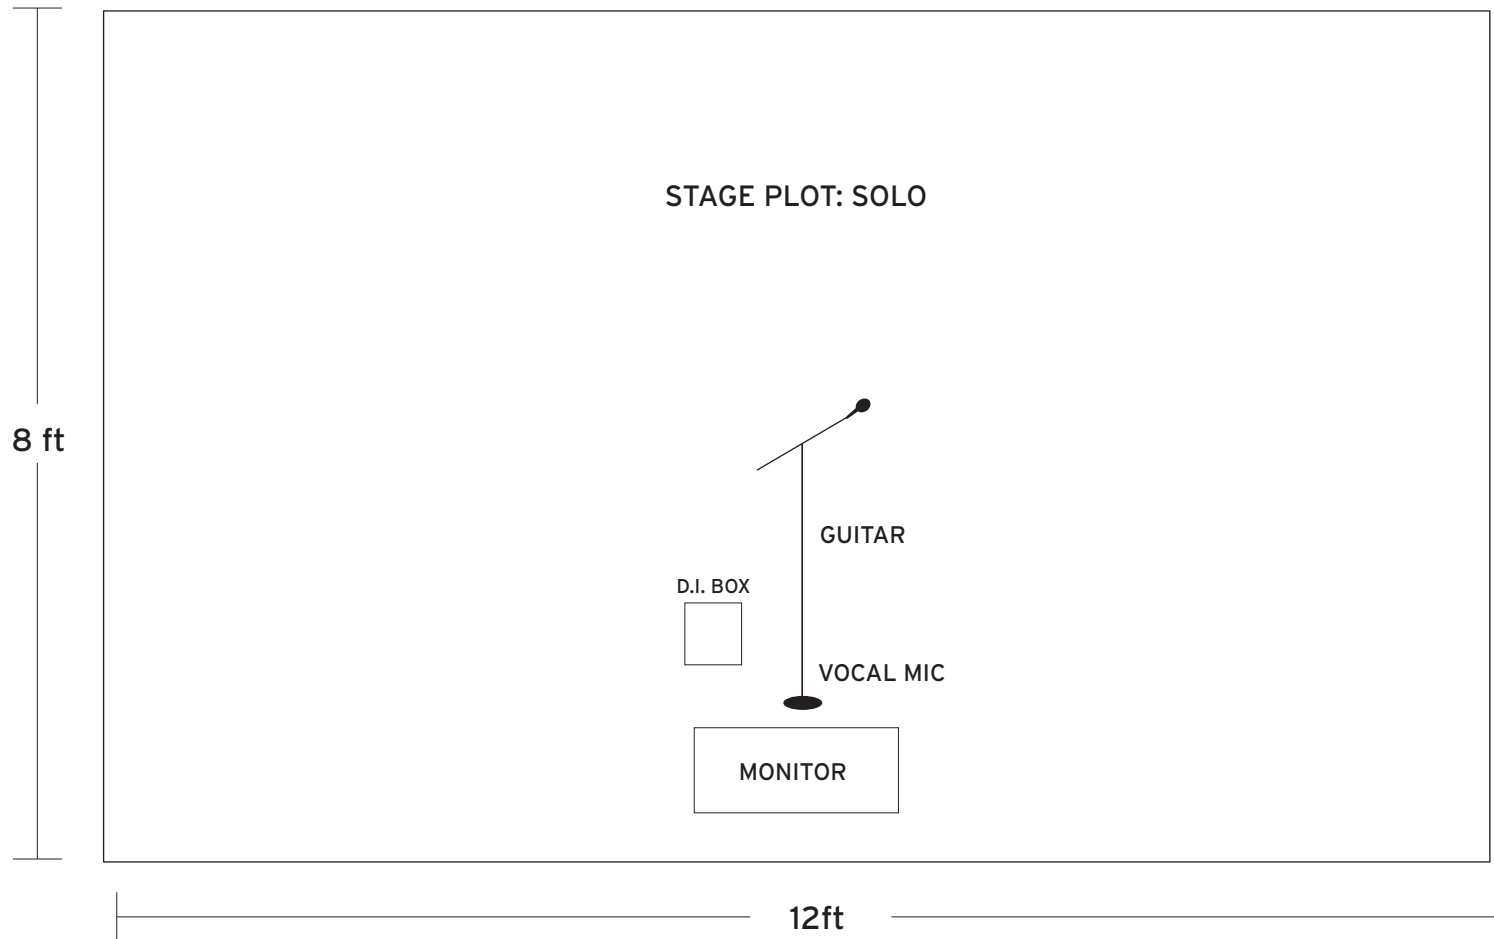 STAGE PLOT: SOLO
8 ft
GUITAR
D.I. BOX
VOCAL MIC
MONITOR
12ft